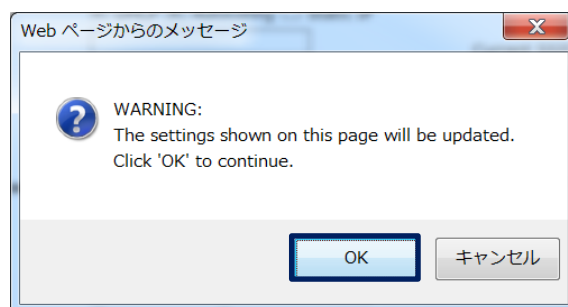 Web ページからのメッセージ
WARNING:
The settings shown on this page will be updated.
Click 'OK' to continue.
OK
キャンセル